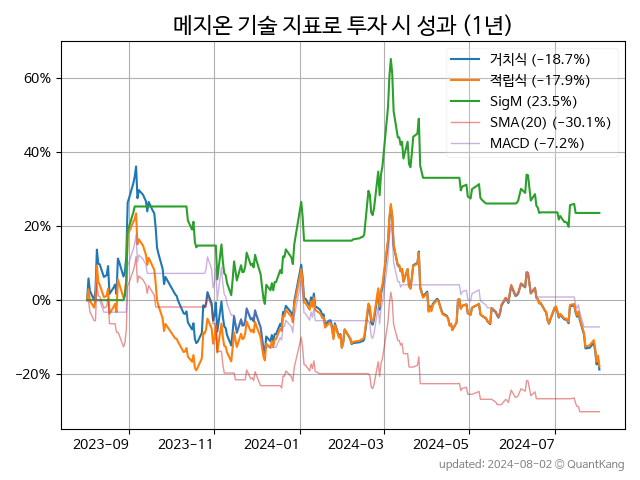 메지온 기술 지표로 투자 시 성과 (1년)
거치식 (−18.7%)
적립식 (−17.9%)
SigM (23.5%)
SMA(20) (−30.1%)
MACD (−7.2%)
60%
40%
20%
0%
−20%
2023-09 2023-11 2024-01 2024-03 2024-05 2024-07
updated: 2024-08-02 © QuantKang